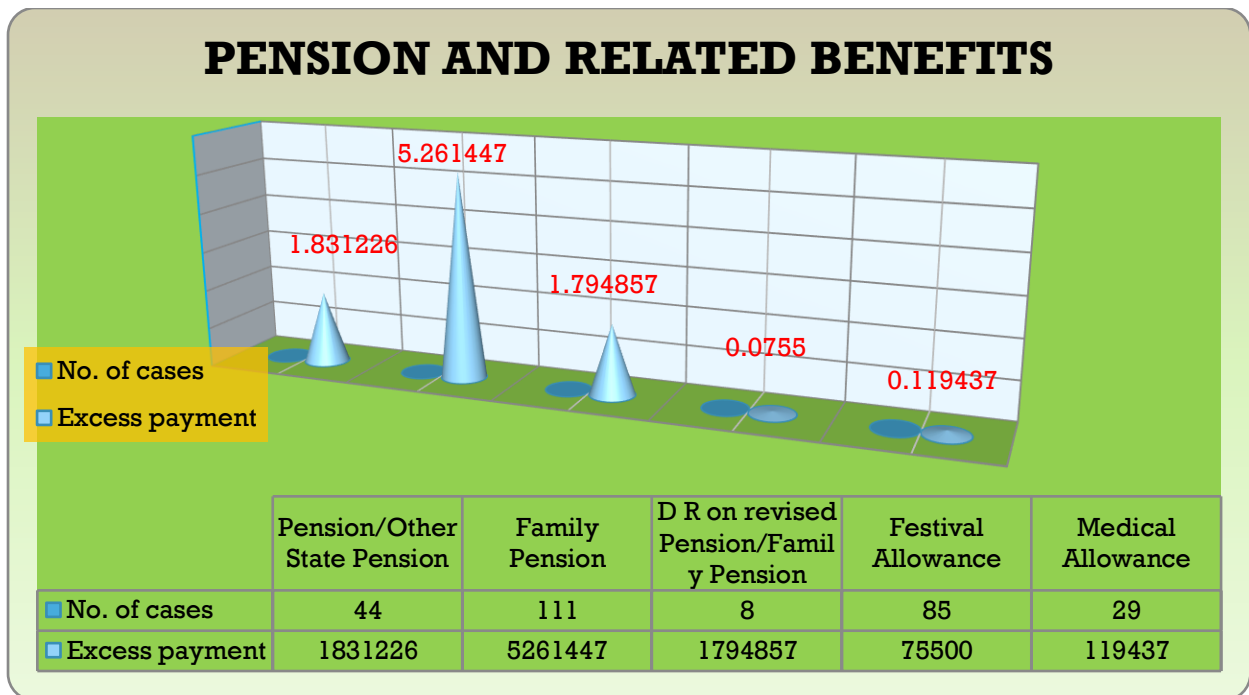 PENSION AND RELATED BENEFITS
5.261447
1.831226
1.794857
0.0755
0.119437
No. of cases
Excess payment
Pension/Other
State Pension
Family
Pension
D R on revised
Pension/Famil
y Pension
Festival
Allowance
Medical
Allowance
No. of cases 44 111 8 85 29
Excess payment 1831226 5261447 1794857 75500 119437